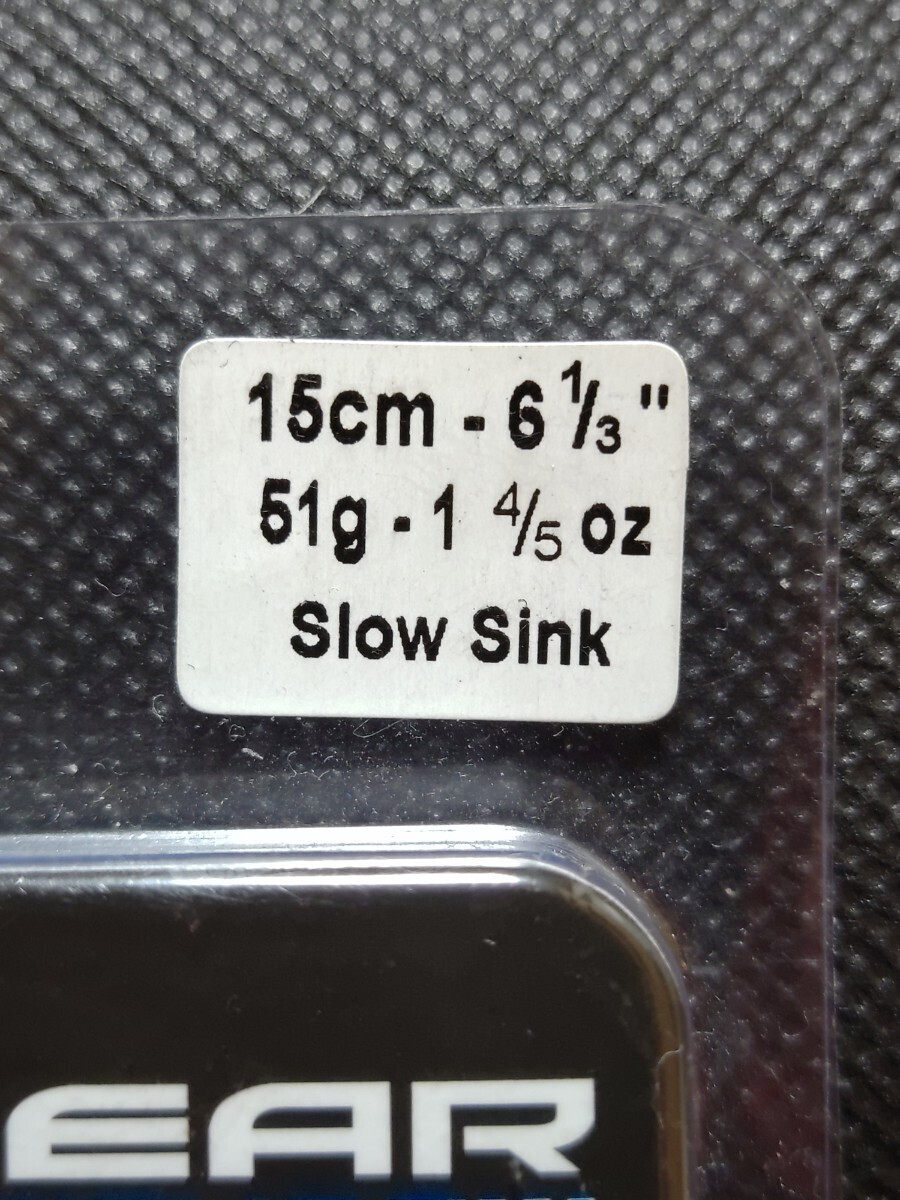 15cm - 6 1/3"
51g - 1 4/5 oz
Slow Sink
EAR